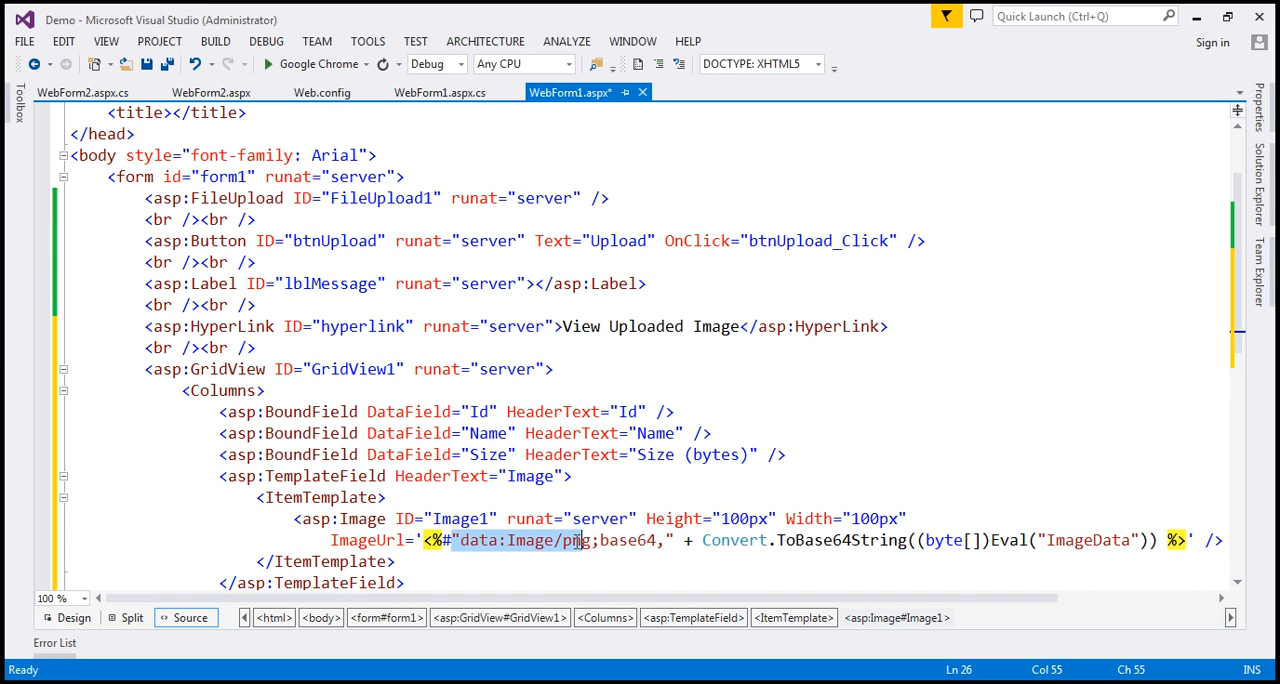 Demo - Microsoft Visual Studio (Administrator)
Quick Launch (Ctrl+Q)
FILE EDIT VIEW PROJECT BUILD DEBUG TEAM TOOLS TEST ARCHITECTURE ANALYZE WINDOW HELP
Sign in
Google Chrome Debug Any CPU DOCTYPE: XHTML5
Toolbox
WebForm2.aspx.cs WebForm2.aspx Web.config WebForm1.aspx.cs WebForm1.aspx*
Properties
Solution Explorer
Team Explorer
<title></title>
</head>
<body style="font-family: Arial">
<form id="form1" runat="server">
<asp:FileUpload ID="FileUpload1" runat="server" />
<br /><br />
<asp:Button ID="btnUpload" runat="server" Text="Upload" OnClick="btnUpload_Click" />
<br /><br />
<asp:Label ID="lblMessage" runat="server"></asp:Label>
<br /><br />
<asp:HyperLink ID="hyperlink" runat="server">View Uploaded Image</asp:HyperLink>
<br /><br />
<asp:GridView ID="GridView1" runat="server">
<Columns>
<asp:BoundField DataField="Id" HeaderText="Id" />
<asp:BoundField DataField="Name" HeaderText="Name" />
<asp:BoundField DataField="Size" HeaderText="Size (bytes)" />
<asp:TemplateField HeaderText="Image">
<ItemTemplate>
<asp:Image ID="Image1" runat="server" Height="100px" Width="100px"
ImageUrl='<%#"data:Image/png;base64," + Convert.ToBase64String((byte[])Eval("ImageData")) %>' />
</ItemTemplate>
</asp:TemplateField>
100 %
Design Split Source <html> <body> <form#form1> <asp:GridView#GridView1> <Columns> <asp:TemplateField> <ItemTemplate> <asp:Image#Image1>
Error List
Ready Ln 26 Col 55 Ch 55 INS